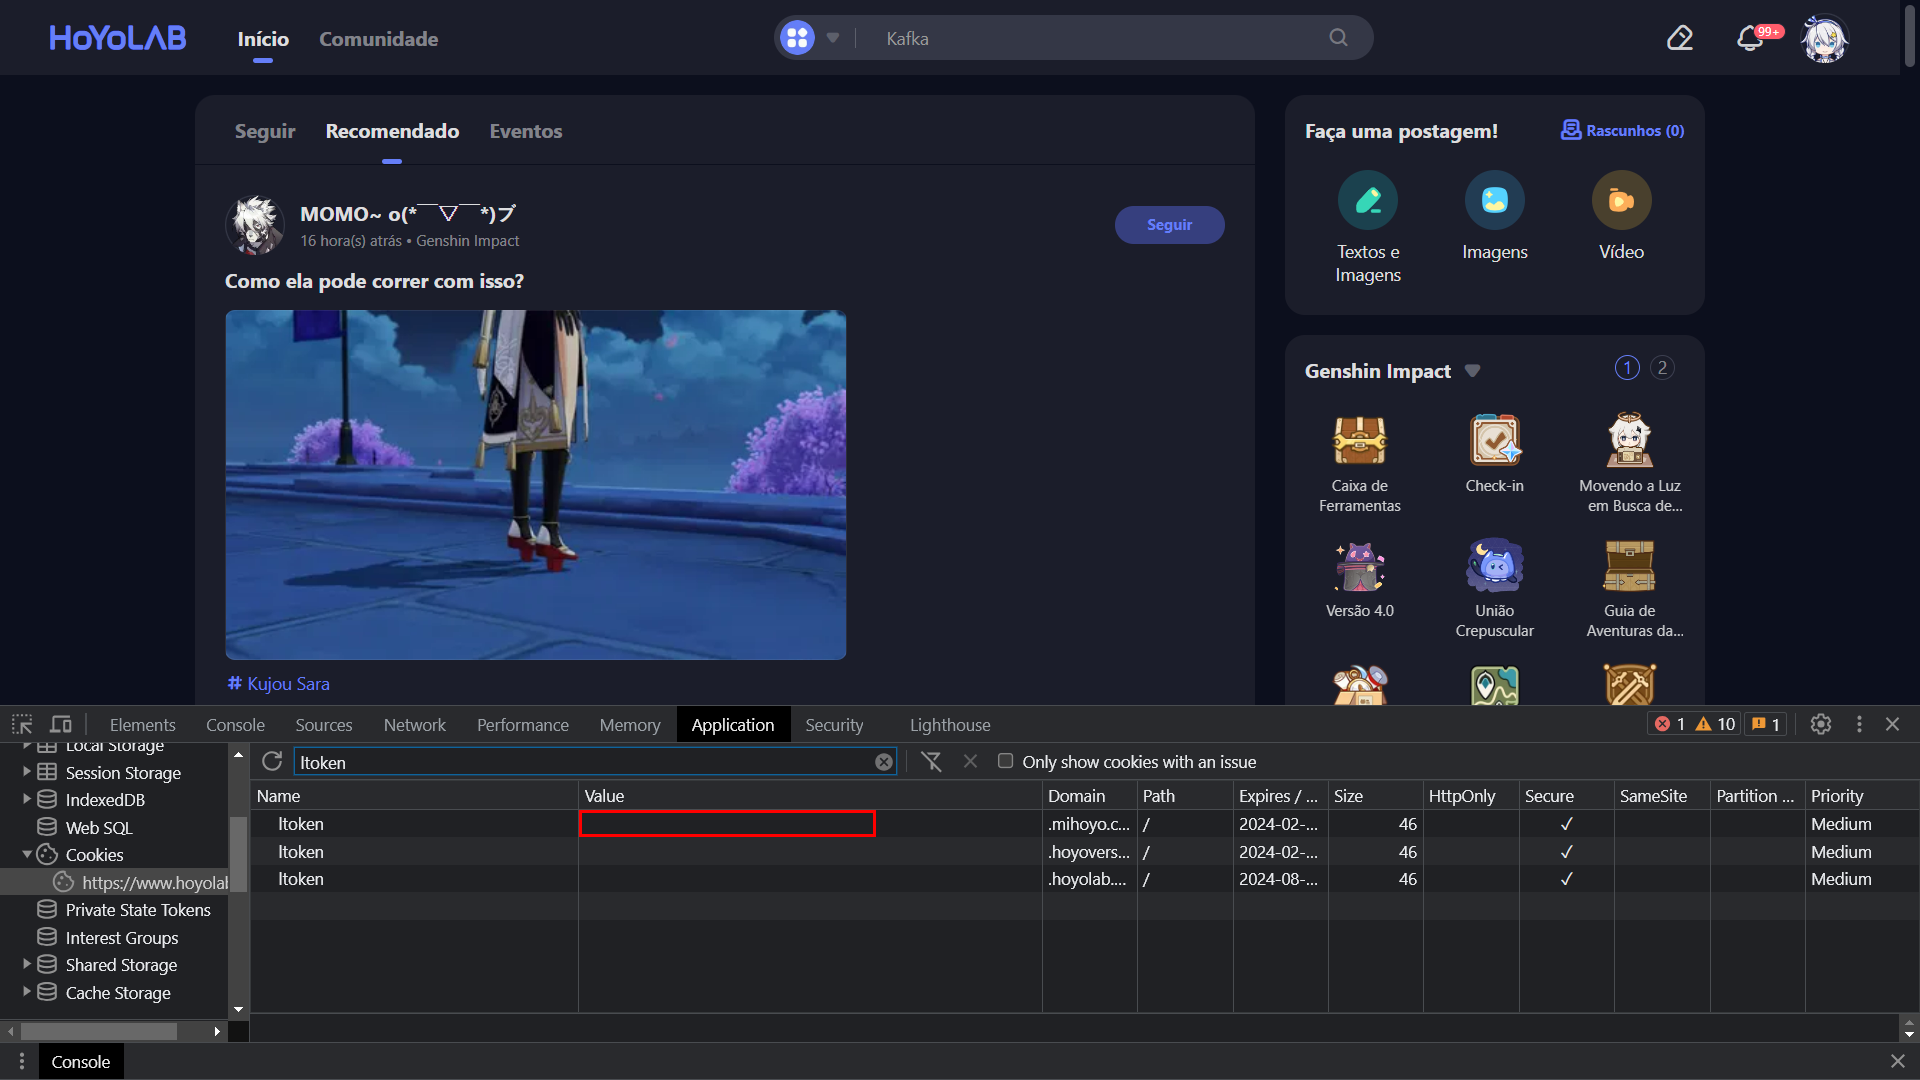 HoYoLAB
Início
Comunidade
Kafka
99+
Seguir
Recomendado
Eventos
MOMO~ o(*￣▽￣*)ブ
16 hora(s) atrás • Genshin Impact
Seguir
Como ela pode correr com isso?
# Kujou Sara
Faça uma postagem!
Rascunhos (0)
Textos e
Imagens
Imagens
Vídeo
Genshin Impact
1
2
Caixa de
Ferramentas
Check-in
Movendo a Luz
em Busca de...
Versão 4.0
União
Crepuscular
Guia de
Aventuras da...
Elements
Console
Sources
Network
Performance
Memory
Application
Security
Lighthouse
1
10
1
Local Storage
Session Storage
IndexedDB
Web SQL
Cookies
https://www.hoyolab
Private State Tokens
Interest Groups
Shared Storage
Cache Storage
ltoken
Only show cookies with an issue
Name Value Domain Path Expires / ... Size HttpOnly Secure SameSite Partition ... Priority
ltoken .mihoyo.c... / 2024-02-... 46 ✓ Medium
ltoken .hoyovers... / 2024-02-... 46 ✓ Medium
ltoken .hoyolab.... / 2024-08-... 46 ✓ Medium
Console